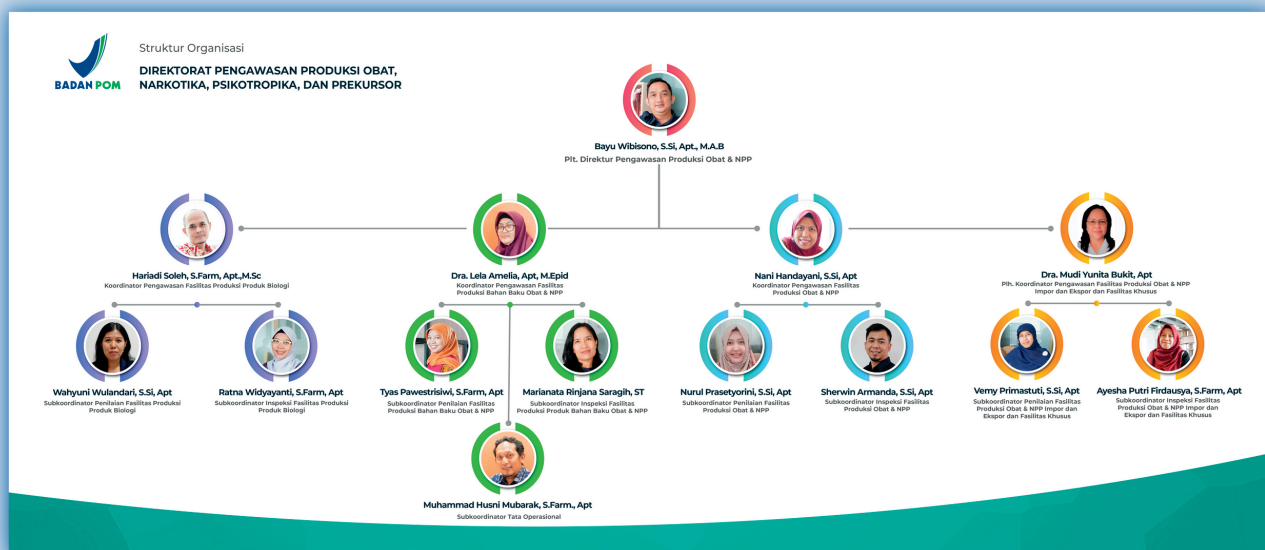 Struktur Organisasi
DIREKTORAT PENGAWASAN PRODUKSI OBAT,
NARKOTIKA, PSIKOTROPIKA, DAN PREKURSOR
BADAN POM
Bayu Wibisono, S.Si, Apt., M.A.B
Plt. Direktur Pengawasan Produksi Obat & NPP
Hariadi Soleh, S.Farm, Apt.,M.Sc
Koordinator Pengawasan Fasilitas Produksi Produk Biologi
Dra. Lela Amelia, Apt, M.Epid
Koordinator Pengawasan Fasilitas
Produksi Bahan Baku Obat & NPP
Nani Handayani, S.Si, Apt
Koordinator Pengawasan Fasilitas
Produksi Obat & NPP
Dra. Mudi Yunita Bukit, Apt
Plh. Koordinator Pengawasan Fasilitas Produksi Obat & NPP
Impor dan Ekspor dan Fasilitas Khusus
Wahyuni Wulandari, S.Si, Apt
Subkoordinator Penilaian Fasilitas Produksi
Produk Biologi
Ratna Widyayanti, S.Farm, Apt
Subkoordinator Inspeksi Fasilitas Produksi
Produk Biologi
Tyas Pawestrisiwi, S.Farm, Apt
Subkoordinator Penilaian Fasilitas
Produksi Bahan Baku Obat & NPP
Marianata Rinjana Saragih, ST
Subkoordinator Inspeksi Fasilitas
Produksi Produk Bahan Baku Obat & NPP
Nurul Prasetyorini, S.Si, Apt
Subkoordinator Penilaian Fasilitas
Produksi Obat & NPP
Sherwin Armanda, S.Si, Apt
Subkoordinator Inspeksi Fasilitas
Produksi Obat & NPP
Vemy Primastuti, S.Si, Apt
Subkoordinator Penilaian Fasilitas
Produksi Obat & NPP Impor dan
Ekspor dan Fasilitas Khusus
Ayesha Putri Firdausya, S.Farm, Apt
Subkoordinator Inspeksi Fasilitas
Produksi Obat & NPP Impor dan
Ekspor dan Fasilitas Khusus
Muhammad Husni Mubarak, S.Farm., Apt
Subkoordinator Tata Operasional